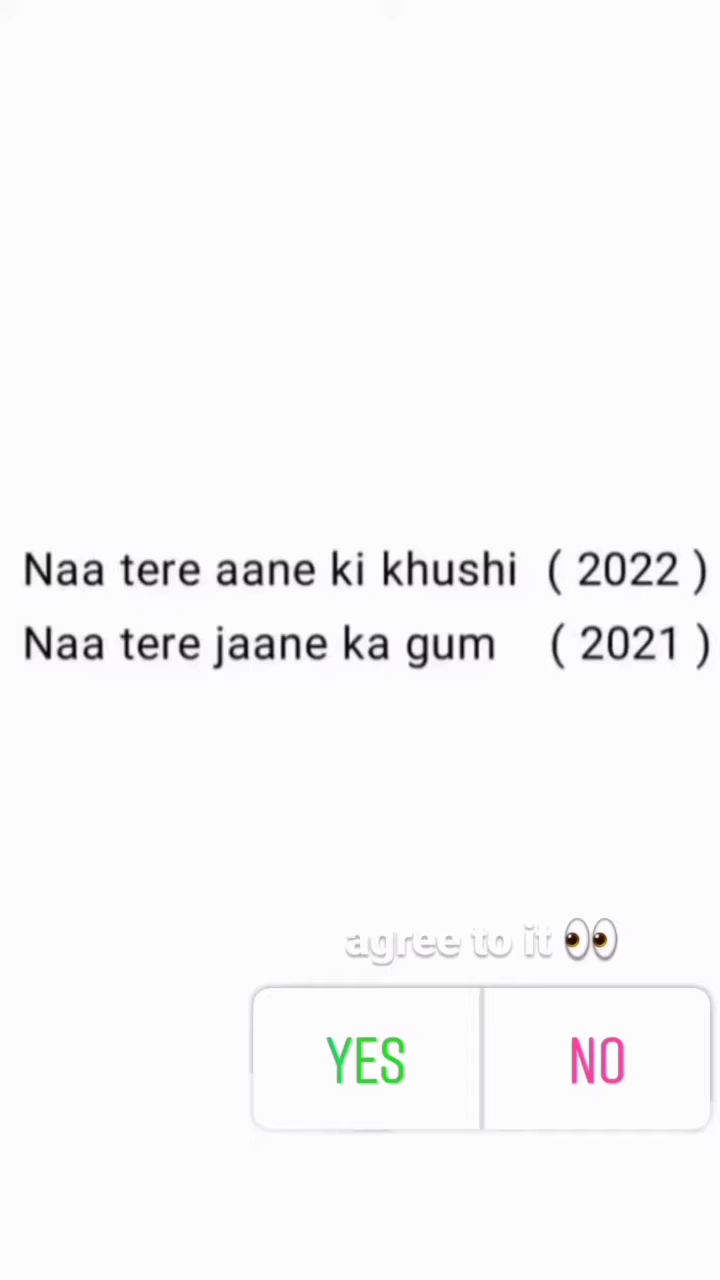 Naa tere aane ki khushi ( 2022 )
Naa tere jaane ka gum ( 2021 )
agree to it 👀
YES NO